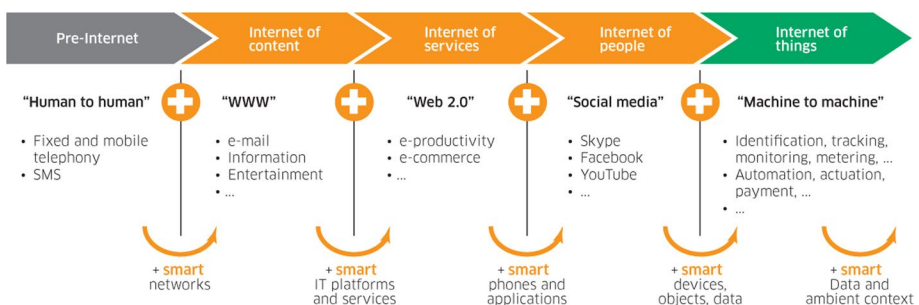 Pre-Internet
Internet of
content
Internet of
services
Internet of
people
Internet of
things
“Human to human”
• Fixed and mobile
telephony
• SMS
“WWW”
• e-mail
• Information
• Entertainment
• ...
“Web 2.0”
• e-productivity
• e-commerce
• ...
“Social media”
• Skype
• Facebook
• YouTube
• ...
“Machine to machine”
• Identification, tracking,
monitoring, metering, ...
• Automation, actuation,
payment, ...
• ...
+ smart
networks
+ smart
IT platforms
and services
+ smart
phones and
applications
+ smart
devices,
objects, data
+ smart
Data and
ambient context